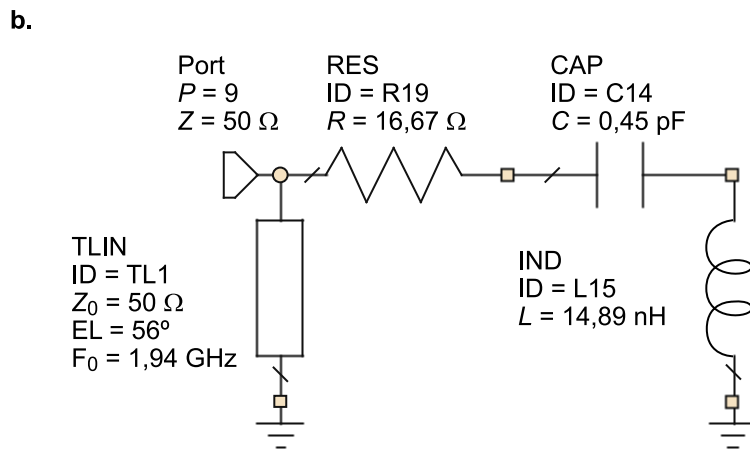 b.
Port
P = 9
Z = 50 Ω
RES
ID = R19
R = 16,67 Ω
CAP
ID = C14
C = 0,45 pF
TLIN
ID = TL1
Z0 = 50 Ω
EL = 56º
F0 = 1,94 GHz
IND
ID = L15
L = 14,89 nH